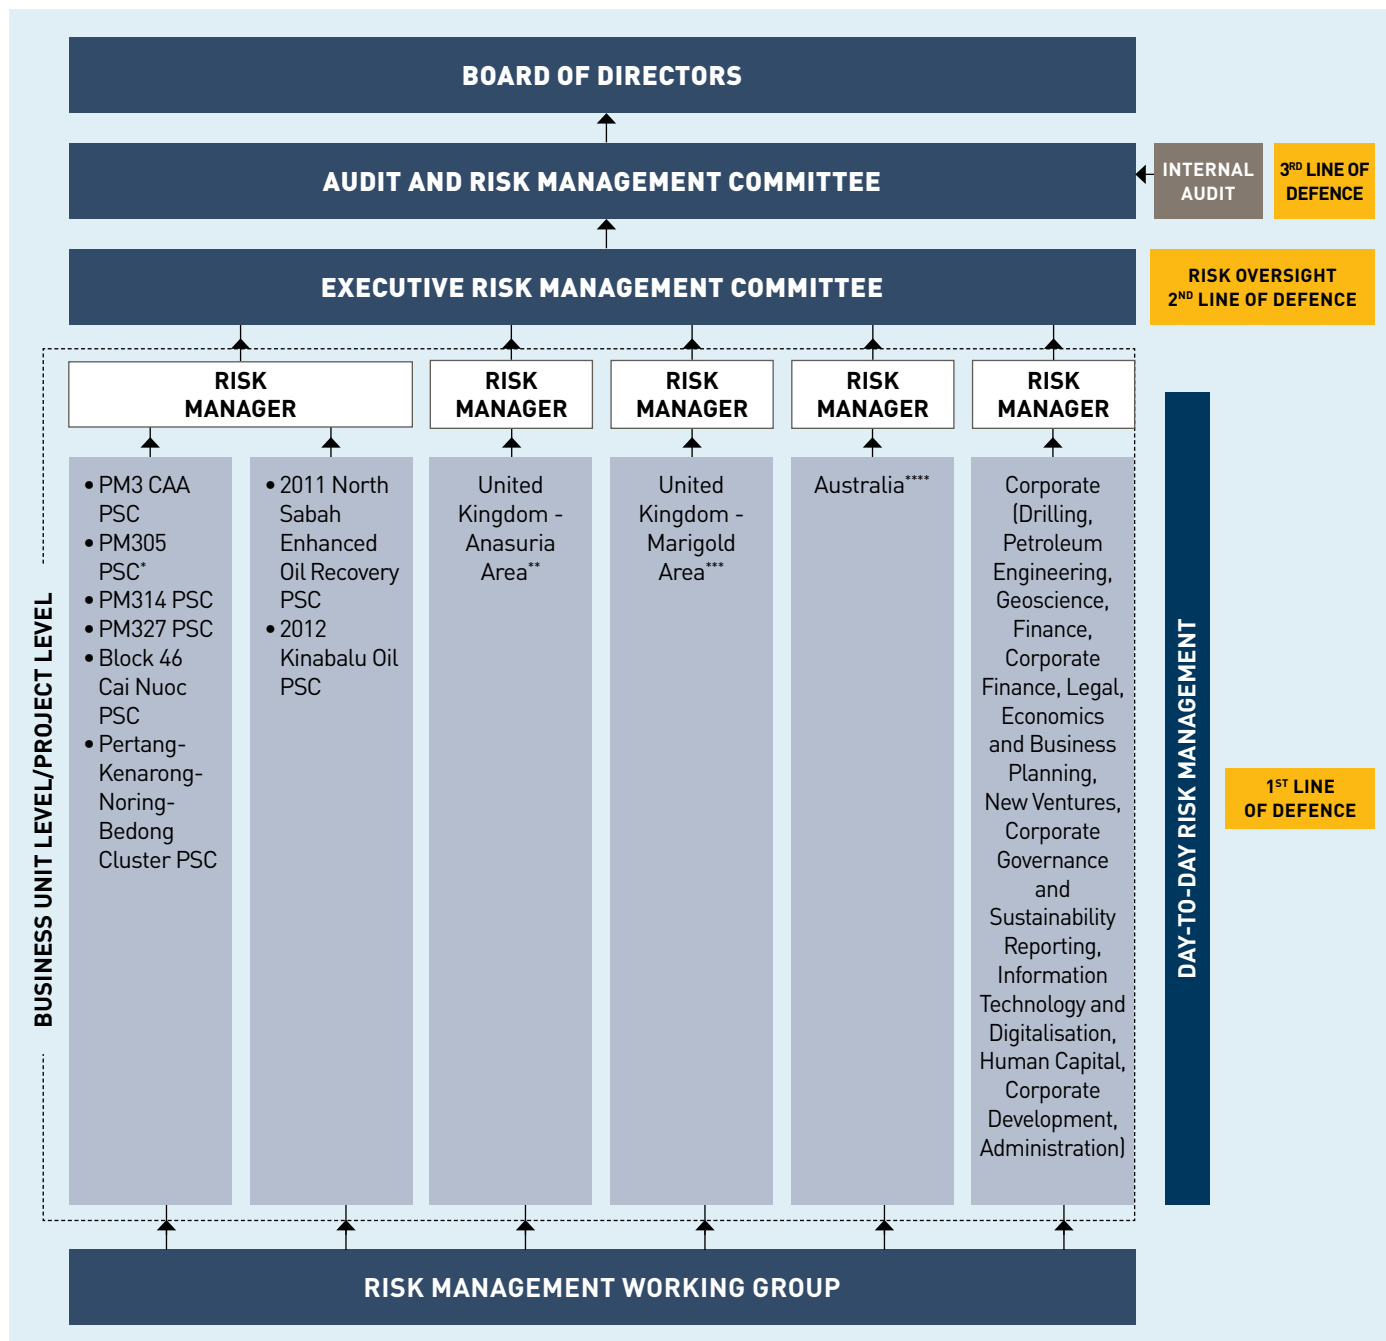 BOARD OF DIRECTORS
AUDIT AND RISK MANAGEMENT COMMITTEE
INTERNAL
AUDIT
3RD LINE OF
DEFENCE
EXECUTIVE RISK MANAGEMENT COMMITTEE
RISK OVERSIGHT
2ND LINE OF DEFENCE
BUSINESS UNIT LEVEL/PROJECT LEVEL
RISK
MANAGER
• PM3 CAA
PSC
• PM305
PSC*
• PM314 PSC
• PM327 PSC
• Block 46
Cai Nuoc
PSC
• Pertang-
Kenarong-
Noring-
Bedong
Cluster PSC
• 2011 North
Sabah
Enhanced
Oil Recovery
PSC
• 2012
Kinabalu Oil
PSC
RISK
MANAGER
United
Kingdom -
Anasuria
Area**
RISK
MANAGER
United
Kingdom -
Marigold
Area***
RISK
MANAGER
Australia****
RISK
MANAGER
Corporate
(Drilling,
Petroleum
Engineering,
Geoscience,
Finance,
Corporate
Finance, Legal,
Economics
and Business
Planning,
New Ventures,
Corporate
Governance
and
Sustainability
Reporting,
Information
Technology and
Digitalisation,
Human Capital,
Corporate
Development,
Administration)
DAY-TO-DAY RISK MANAGEMENT
1ST LINE
OF DEFENCE
RISK MANAGEMENT WORKING GROUP